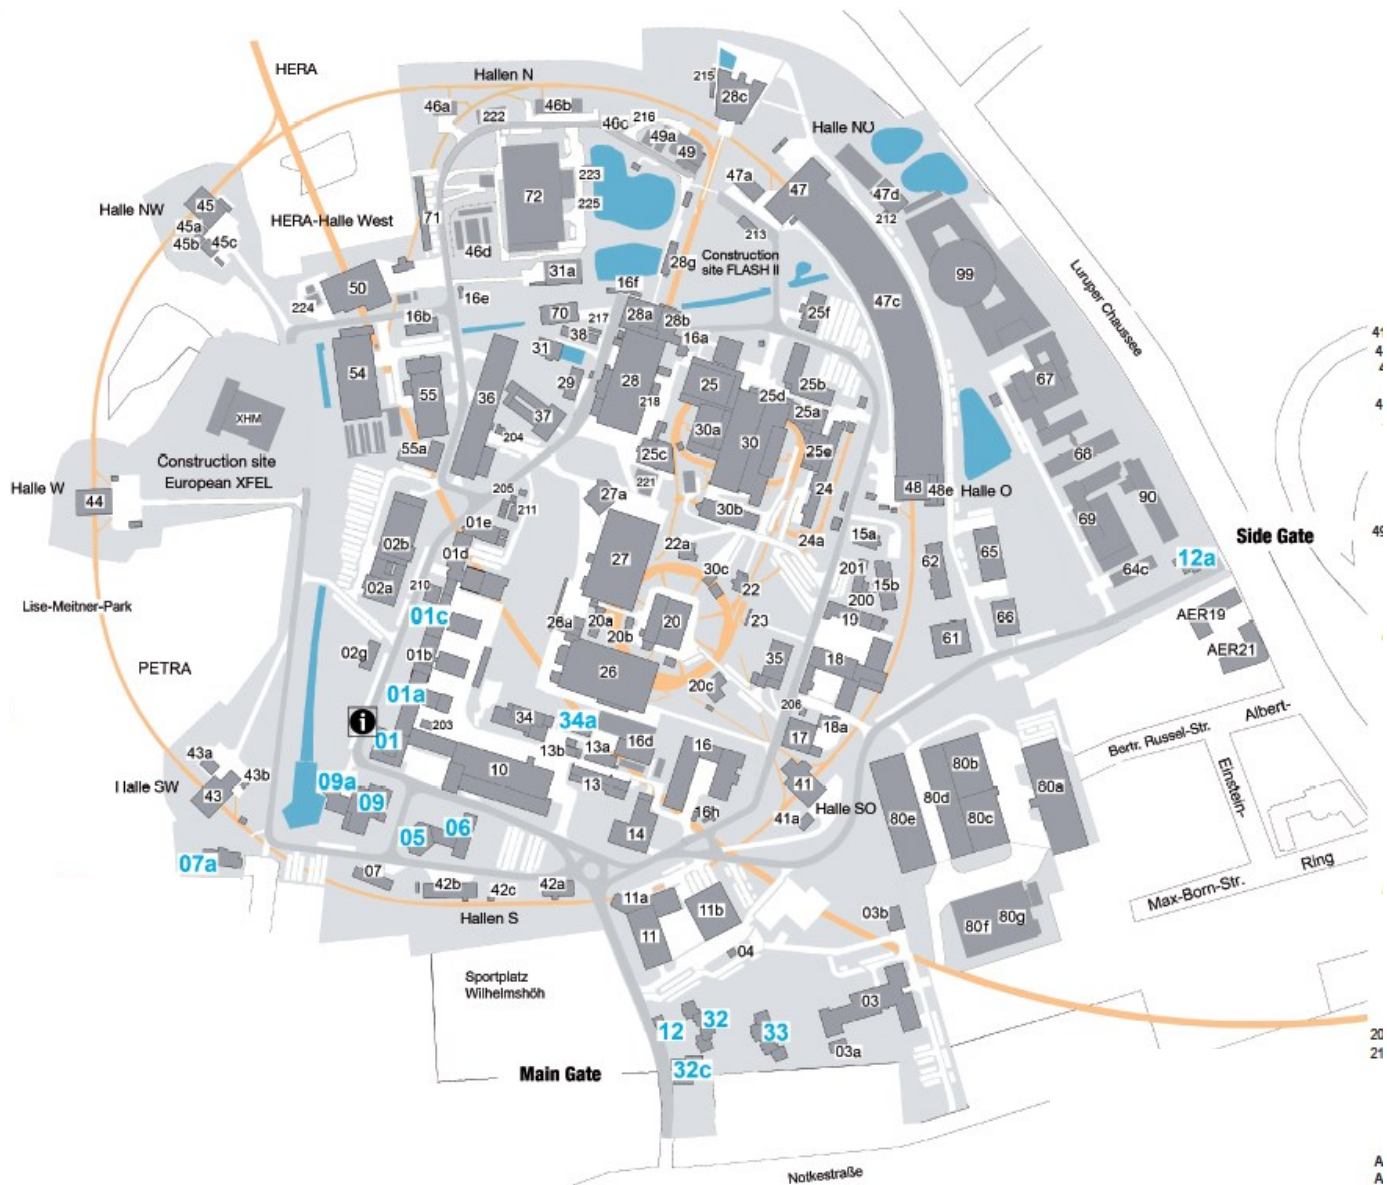 HERA
Hallen N
215
28c
46a
222
46b
46c
216
49a
49
Halle NO
47a
47
47d
212
72
223
225
45
Halle NW
45a
45b
45c
HERA-Halle West
71
46d
213
Construction
site FLASH II
28g
99
47c
Luruper Chaussee
50
224
31a
16e
16f
16b
70
217
28a
28b
25f
38
16a
31
54
55
36
29
28
218
25
25b
25d
25a
67
37
204
30a
30
25e
XHM
55a
Construction site
European XFEL
25c
221
24
68
Halle W
44
205
211
27a
30b
48
48e
Halle O
90
69
Side Gate
01e
02b
01d
22a
24a
15a
27
65
62
12a
64c
02a
210
30c
22
201
15b
200
Lise-Meitner-Park
01c
26a
20a
20b
20
23
19
66
61
AER19
AER21
02g
01b
PETRA
26
35
18
01a
20c
206
203
34
34a
18a
01
13b
13a
16d
16
17
Albert-
Bertr. Russel-Str.
Einstein-
43a
43b
Halle SW
43
09a
09
10
13
41
Halle SO
41a
80b
80d
80e
80c
80a
05
06
14
16h
07a
07
42b
42c
42a
Hallen S
11a
11b
11
Ring
Max-Born-Str.
03b
80f
80g
04
Sportplatz
Wilhelmshöh
03
12
32
33
03a
32c
Main Gate
Notkestraße
20
21